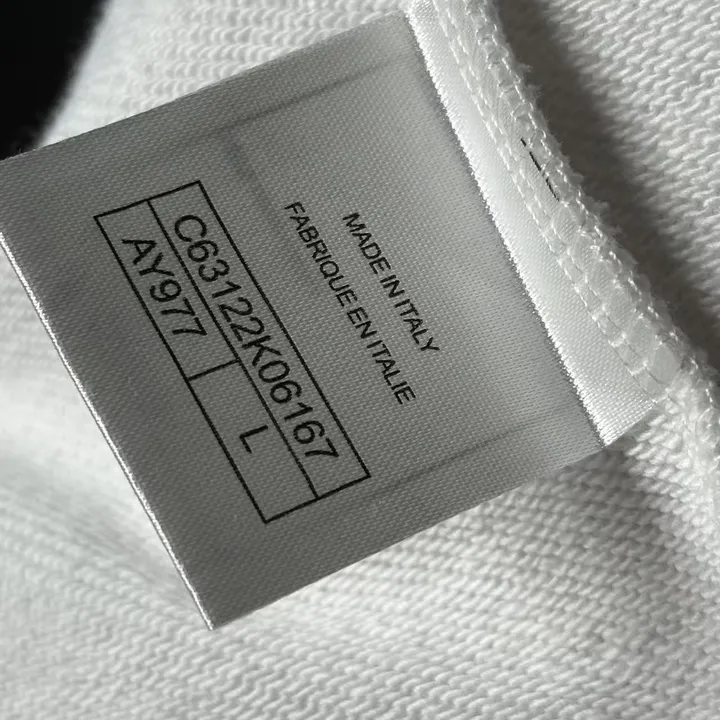 MADE IN ITALY
FABRIQUE EN ITALIE
C63122K06167
AY977 L